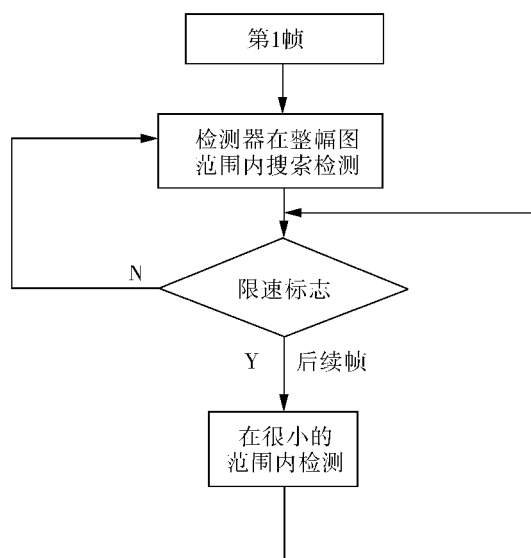 第1帧
检测器在整幅图
范围内搜索检测
N
限速标志
Y 后续帧
在很小的
范围内检测